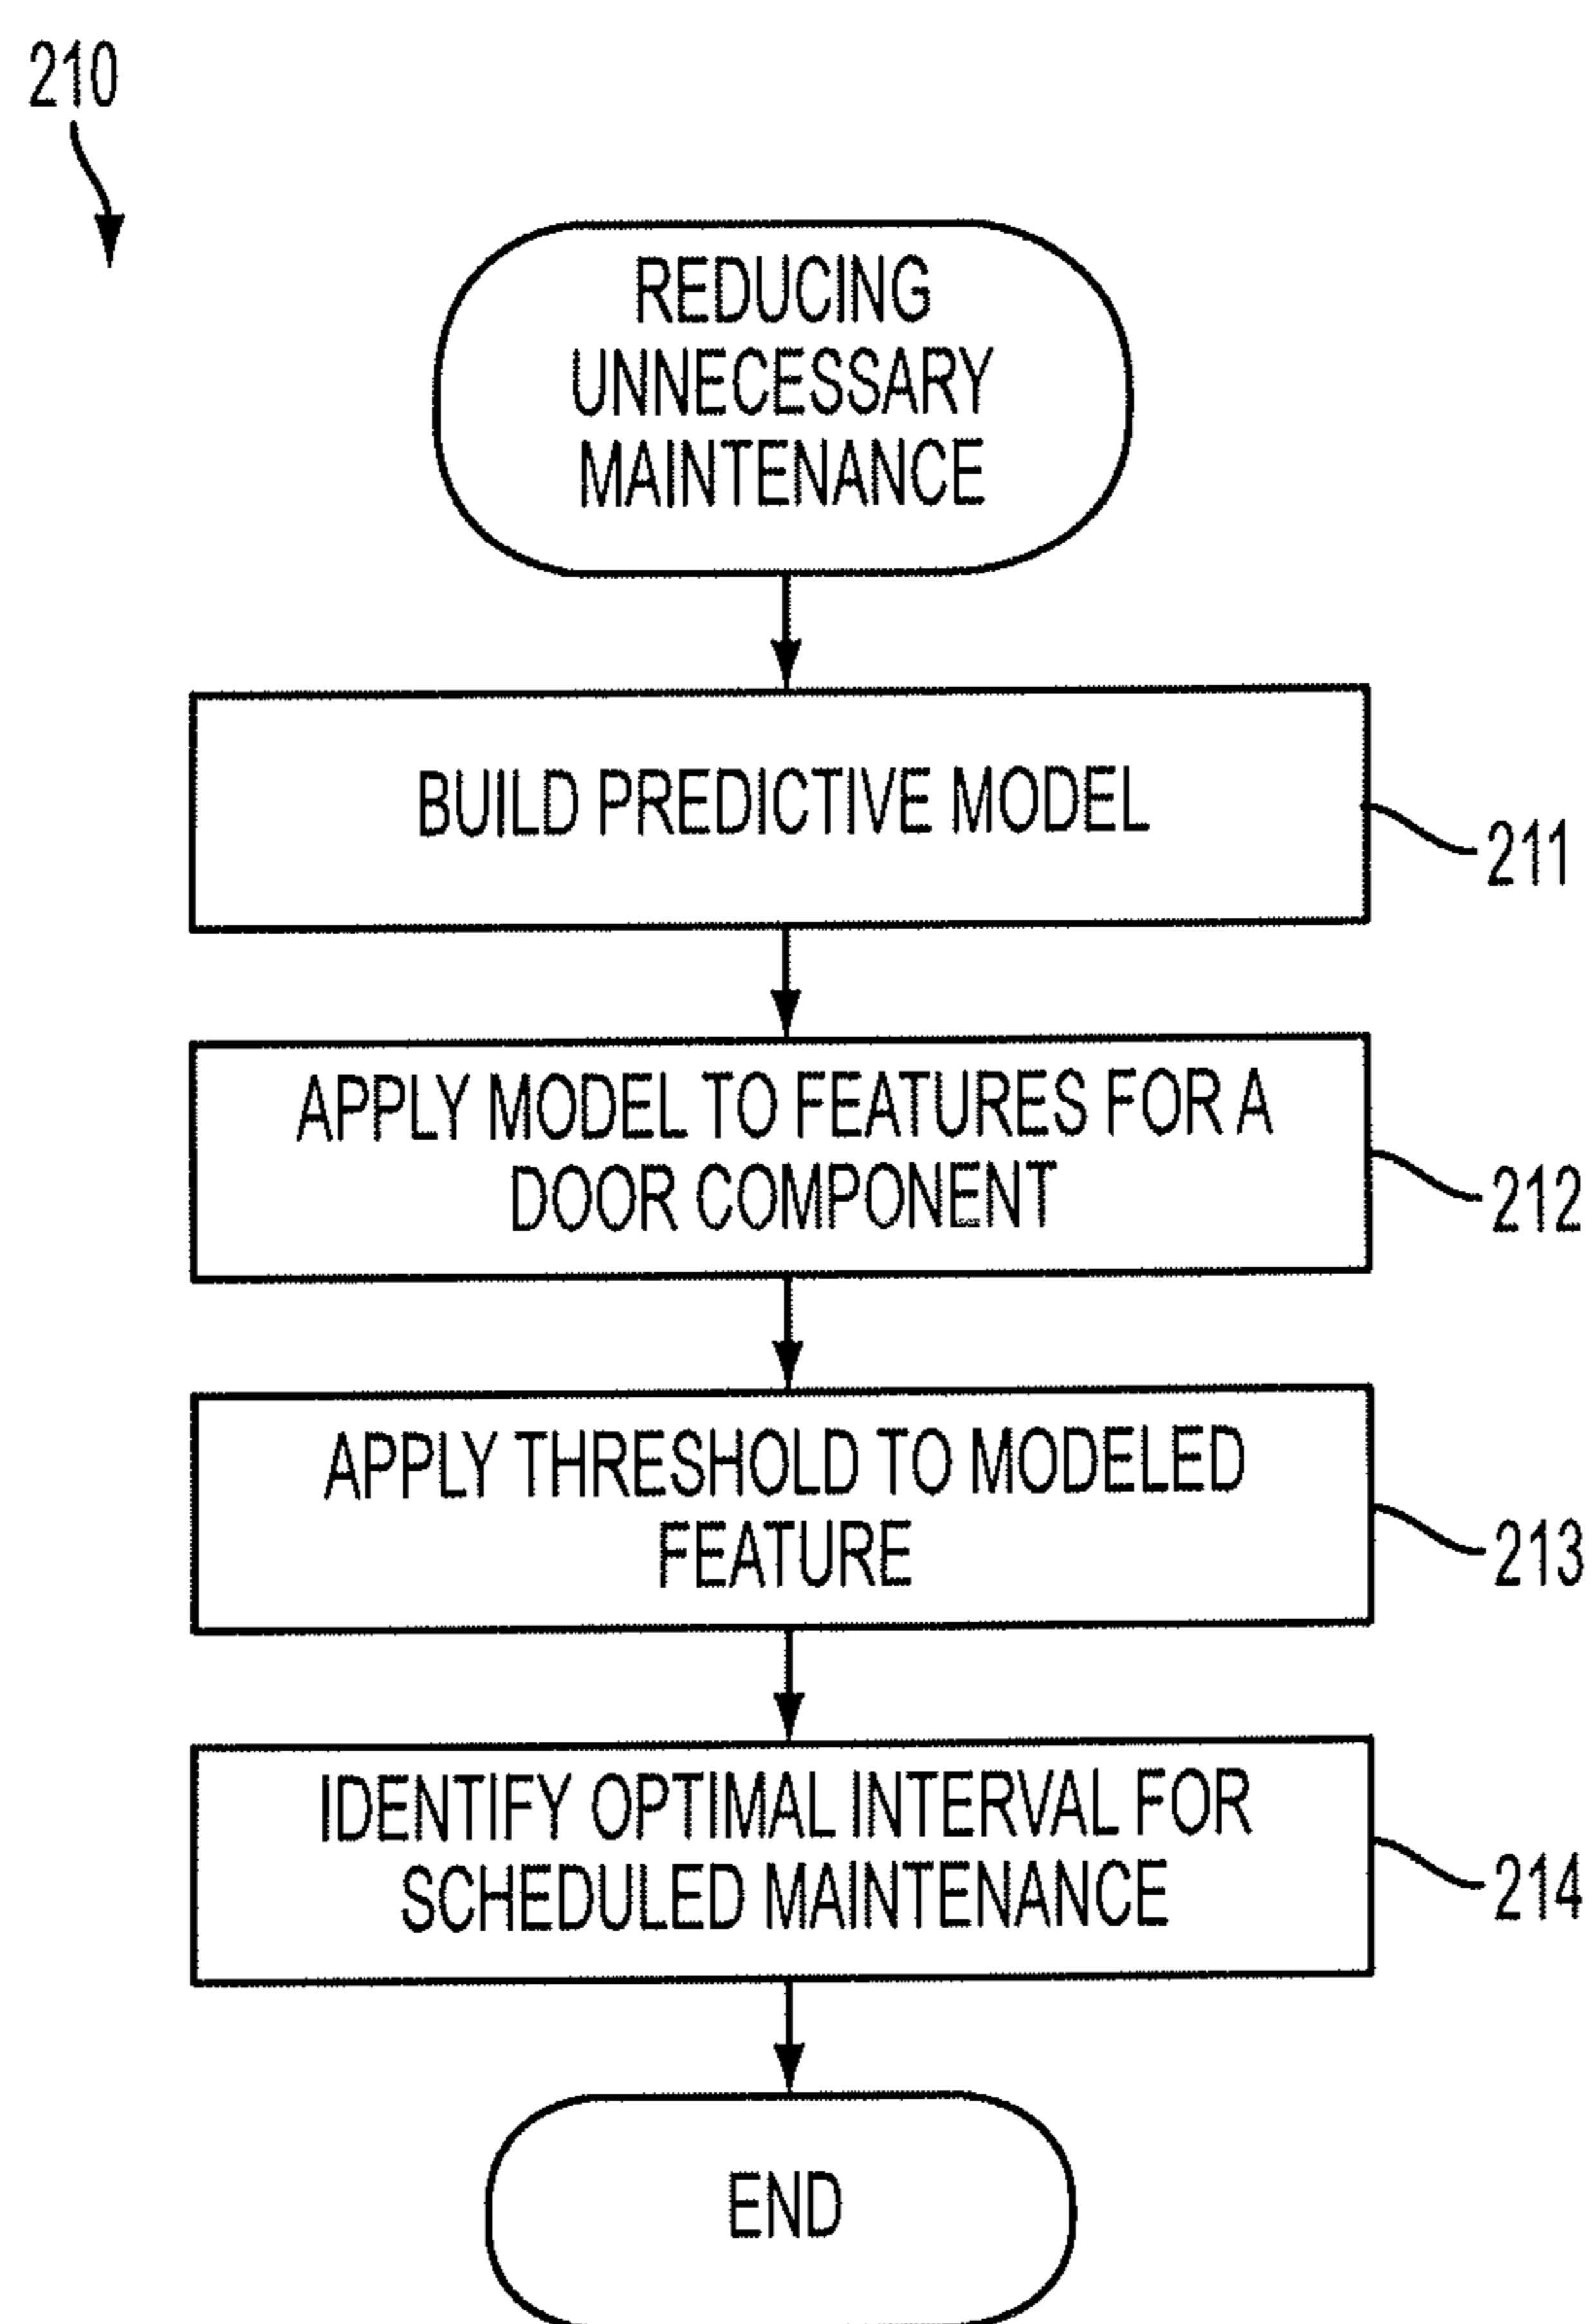 210
REDUCING
UNNECESSARY
MAINTENANCE
BUILD PREDICTIVE MODEL
211
APPLY MODEL TO FEATURES FOR A
DOOR COMPONENT
212
APPLY THRESHOLD TO MODELED
FEATURE
213
IDENTIFY OPTIMAL INTERVAL FOR
SCHEDULED MAINTENANCE
214
END